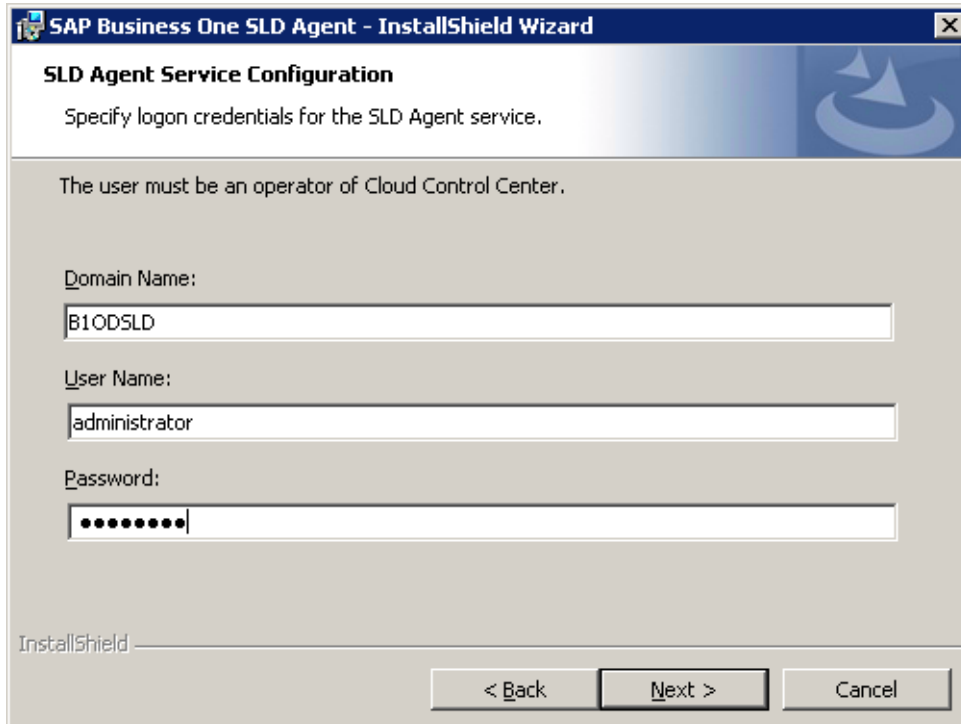 SAP Business One SLD Agent - InstallShield Wizard
SLD Agent Service Configuration
Specify logon credentials for the SLD Agent service.
The user must be an operator of Cloud Control Center.
Domain Name:
B1ODSLD
User Name:
administrator
Password:
••••••••
InstallShield
< Back Next > Cancel